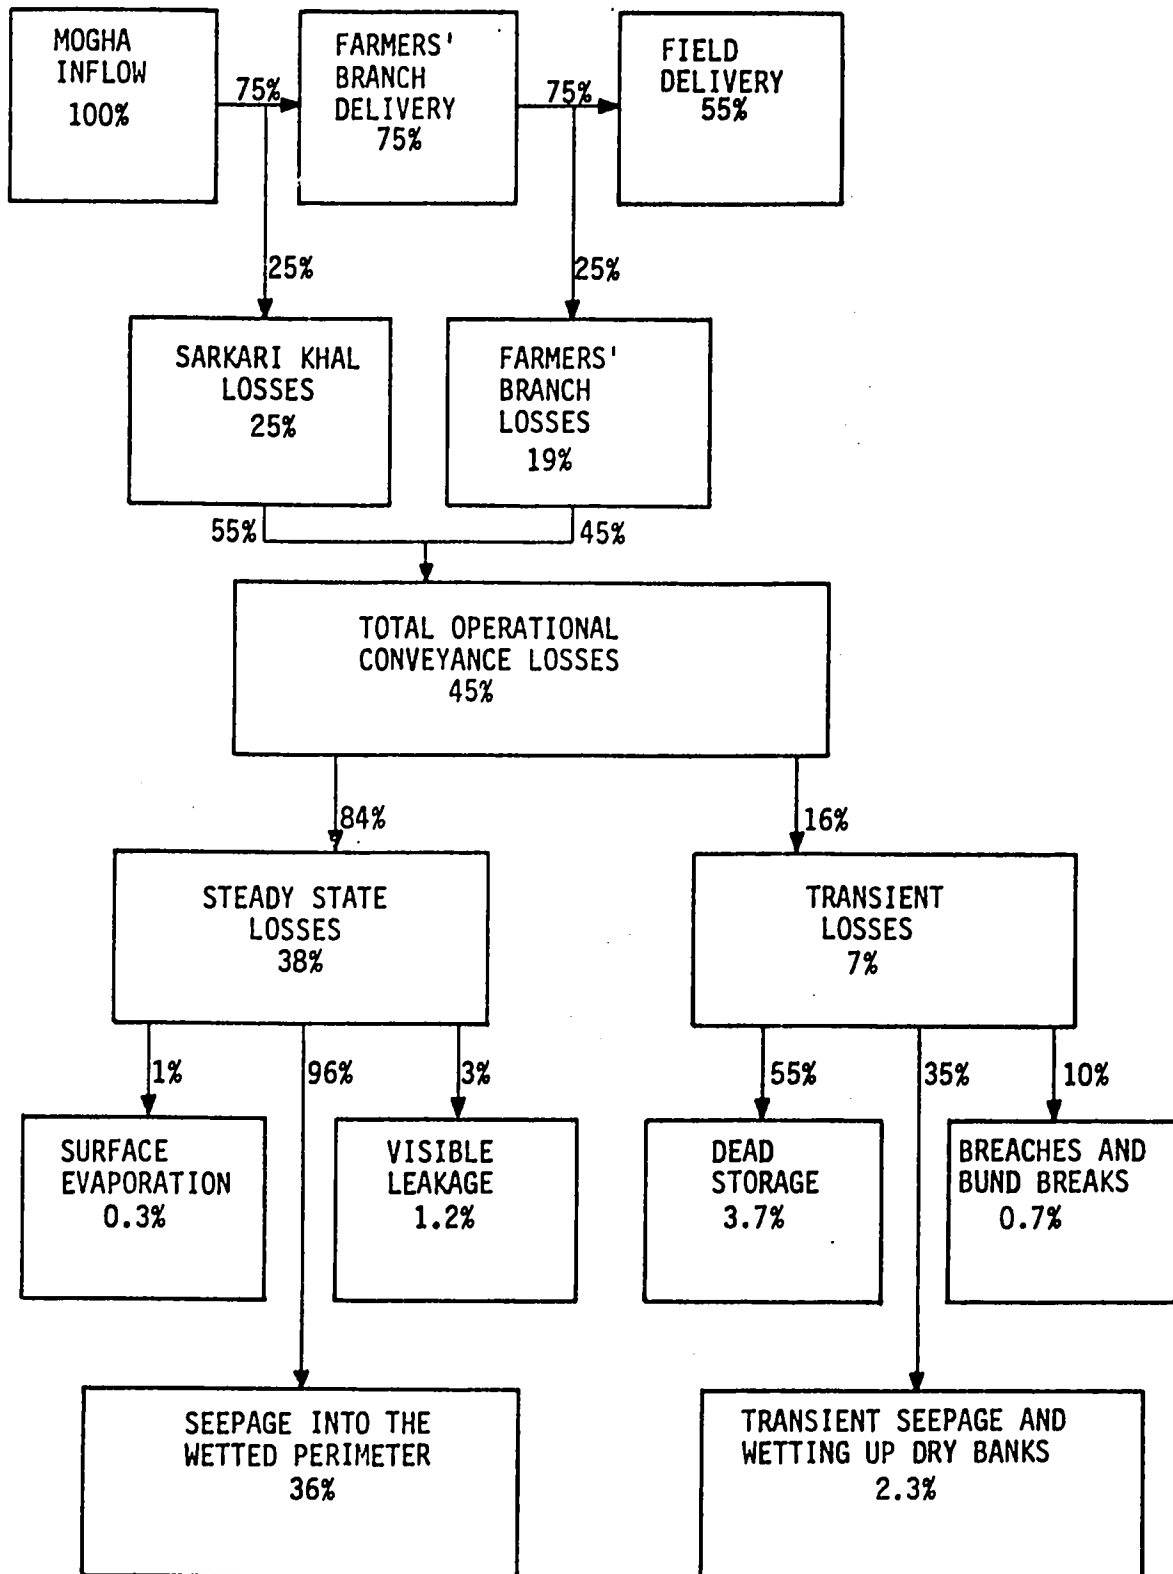 MOGHA
INFLOW
100%
75%
FARMERS'
BRANCH
DELIVERY
75%
75%
FIELD
DELIVERY
55%
25%
25%
SARKARI KHAL
LOSSES
25%
FARMERS'
BRANCH
LOSSES
19%
55%
45%
TOTAL OPERATIONAL
CONVEYANCE LOSSES
45%
84%
16%
STEADY STATE
LOSSES
38%
TRANSIENT
LOSSES
7%
1%
96%
3%
55%
35%
10%
SURFACE
EVAPORATION
0.3%
VISIBLE
LEAKAGE
1.2%
DEAD
STORAGE
3.7%
BREACHES AND
BUND BREAKS
0.7%
SEEPAGE INTO THE
WETTED PERIMETER
36%
TRANSIENT SEEPAGE AND
WETTING UP DRY BANKS
2.3%